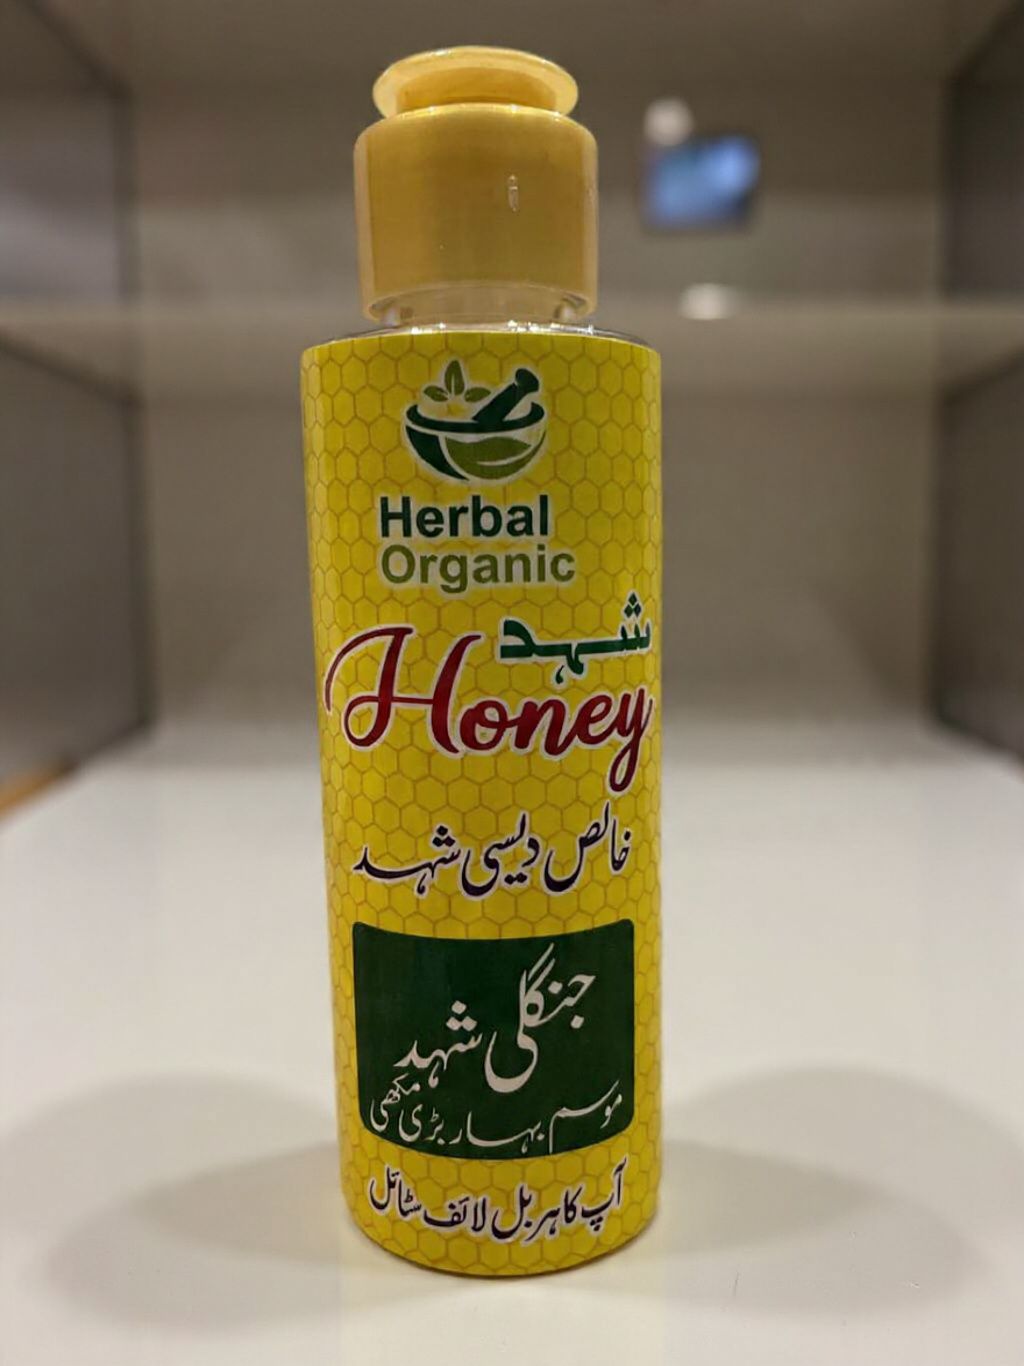 Herbal
Organic
شہد
Honey
خالص دیسی شہد
جنگلی شہد
موسم بہار بڑی مکھی
آپ کا ہربل لائف سٹائل